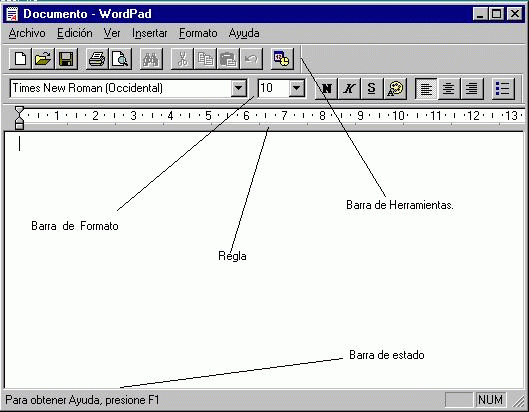 Documento - WordPad
Archivo Edición Ver Insertar Formato Ayuda
Times New Roman (Occidental) 10 N K S
1 2 3 4 5 6 7 8 9 10 11 12 13
Barra de Herramientas.
Barra de Formato
Regla
Barra de estado
Para obtener Ayuda, presione F1 NUM